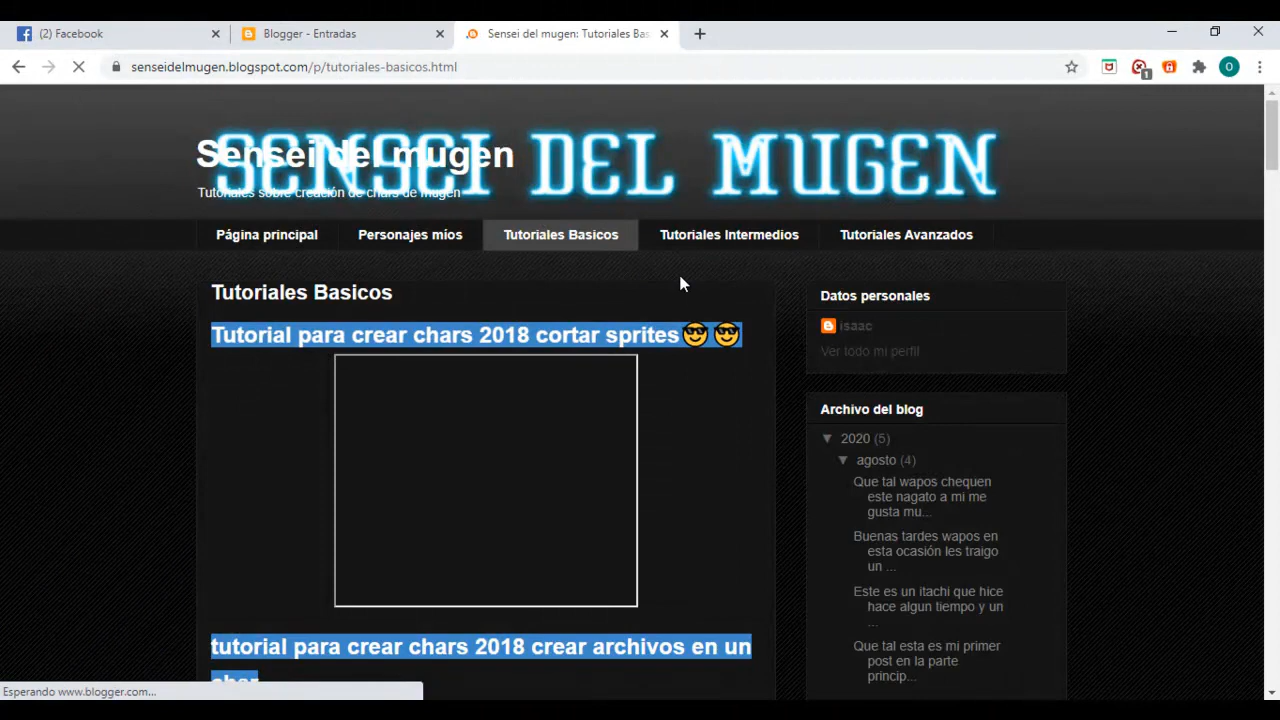 (2) Facebook
Blogger - Entradas
Sensei del mugen: Tutoriales Bas
senseidelmugen.blogspot.com/p/tutoriales-basicos.html
1
O
SENSEI DEL MUGEN
Sensei del mugen
Tutoriales sobre creación de chars de mugen
Página principal
Personajes míos
Tutoriales Basicos
Tutoriales Intermedios
Tutoriales Avanzados
Tutoriales Basicos
Tutorial para crear chars 2018 cortar sprites😎😎
tutorial para crear chars 2018 crear archivos en un
char
Datos personales
isaac
Ver todo mi perfil
Archivo del blog
▼ 2020 (5)
▼ agosto (4)
Que tal wapos chequen
este nagato a mi me
gusta mu...
Buenas tardes wapos en
esta ocasión les traigo
un ...
Este es un itachi que hice
hace algun tiempo y un
...
Que tal esta es mi primer
post en la parte
princip...
Esperando www.blogger.com...